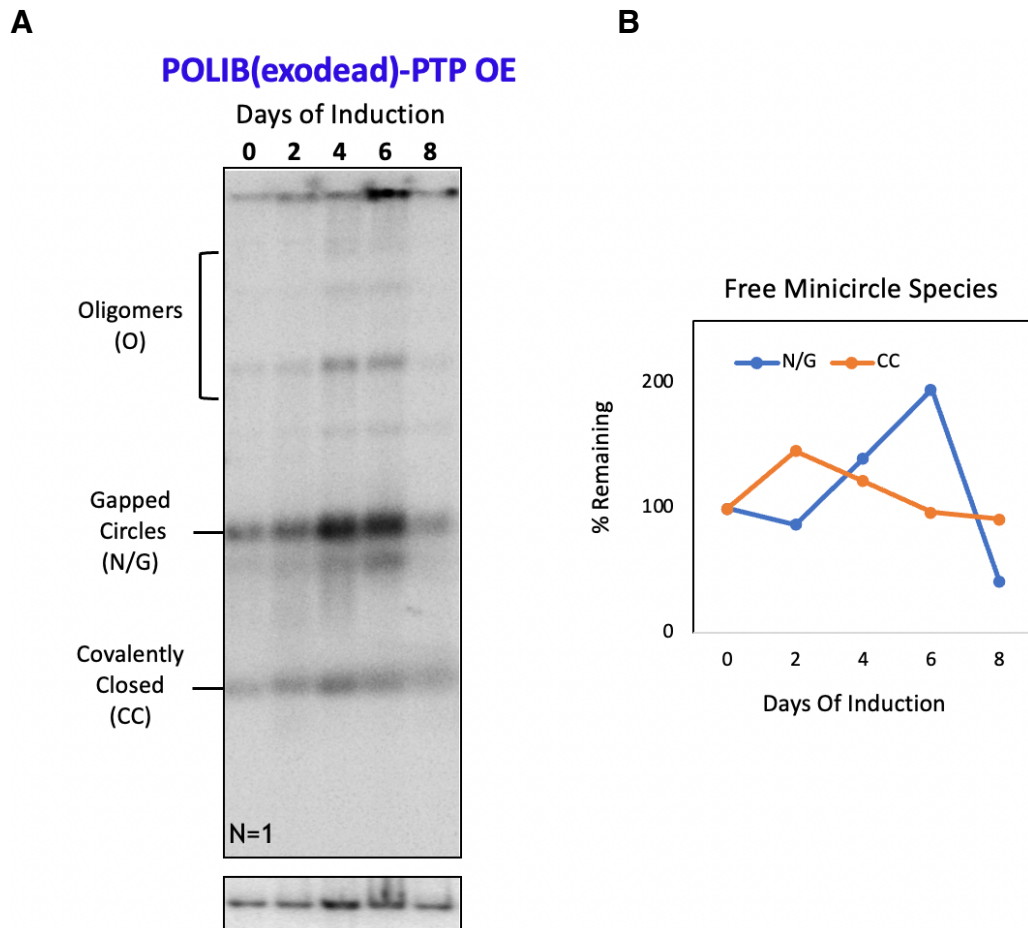 A
POLIB(exodead)-PTP OE
Days of Induction
0 2 4 6 8
Oligomers
(O)
Gapped
Circles
(N/G)
Covalently
Closed
(CC)
N=1
B
Free Minicircle Species
N/G CC
% Remaining
200
100
0
0 2 4 6 8
Days Of Induction